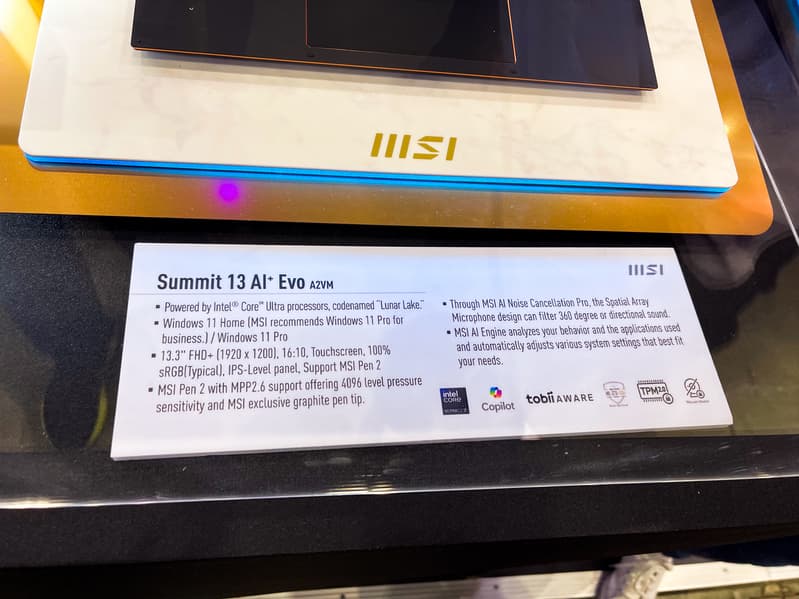 msi
msi
Summit 13 AI+ Evo A2VM
▪ Powered by Intel® Core™ Ultra processors, codenamed "Lunar Lake."
▪ Windows 11 Home (MSI recommends Windows 11 Pro for
business.) / Windows 11 Pro
▪ 13.3" FHD+ (1920 x 1200), 16:10, Touchscreen, 100%
sRGB(Typical), IPS-Level panel, Support MSI Pen 2
▪ MSI Pen 2 with MPP2.6 support offering 4096 level pressure
sensitivity and MSI exclusive graphite pen tip.
▪ Through MSI AI Noise Cancellation Pro, the Spatial Array
Microphone design can filter 360 degree or directional sound.
▪ MSI AI Engine analyzes your behavior and the applications used
and automatically adjusts various system settings that best fit
your needs.
intel
CORE
Copilot
tobii AWARE
TPM 2.0